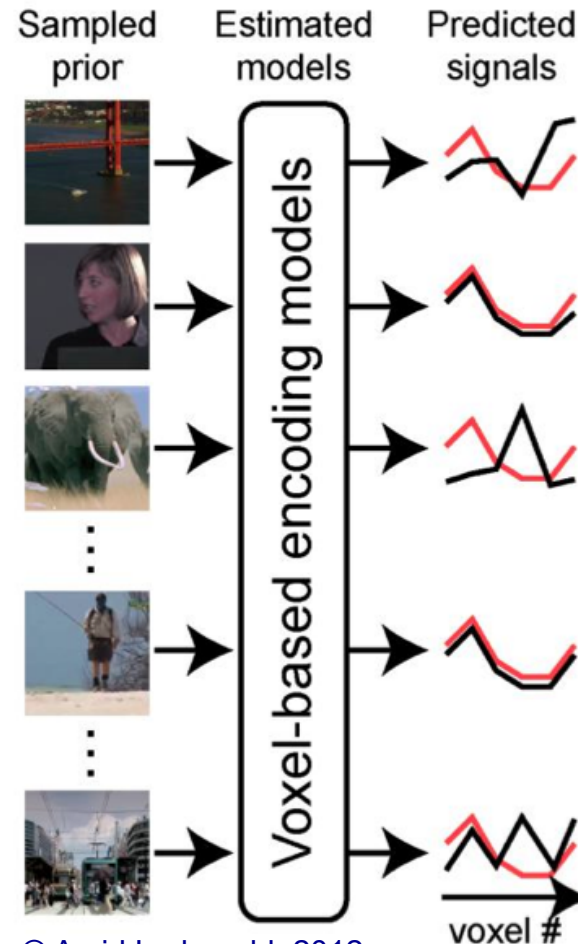 Sampled prior
Estimated models
Predicted signals
Voxel-based encoding models
voxel #